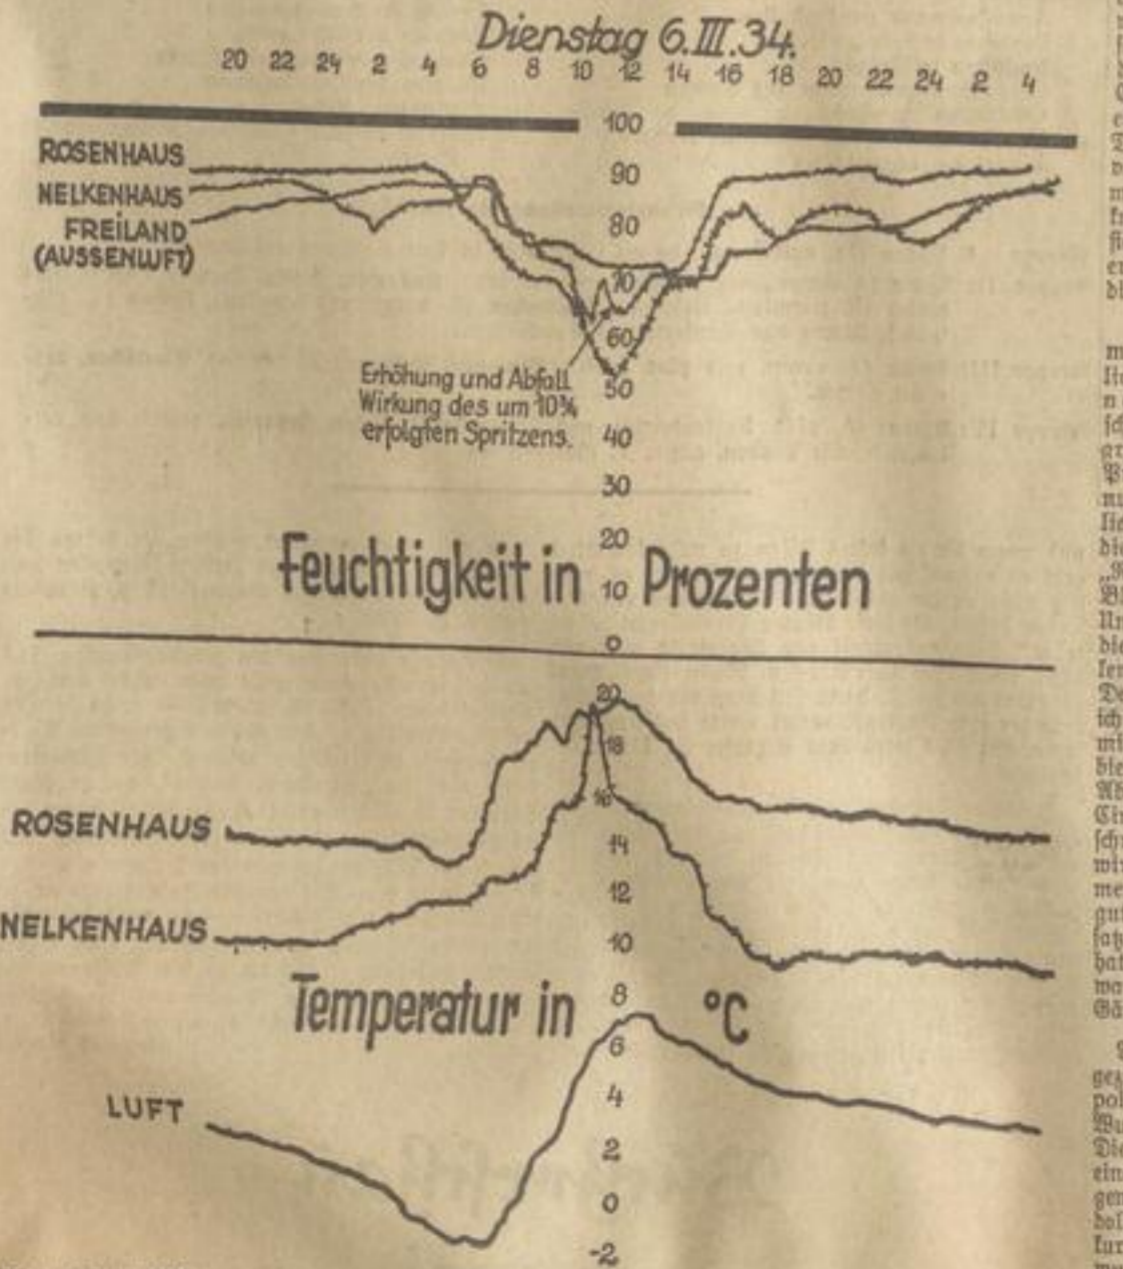 Dienstag 6.III.34.
20 22 24 2 4 6 8 10 12 14 16 18 20 22 24 2 4
100
ROSENHAUS
90
NELKENHAUS
FREILAND
80
(AUSSENLUFT)
70
60
Erhöhung und Abfall
50
Wirkung des um 10%
erfolgten Spritzens.
40
30
20
Feuchtigkeit in Prozenten
10
0
20
18
16
ROSENHAUS
14
12
NELKENHAUS
10
8
Temperatur in °C
6
4
LUFT
2
0
-2